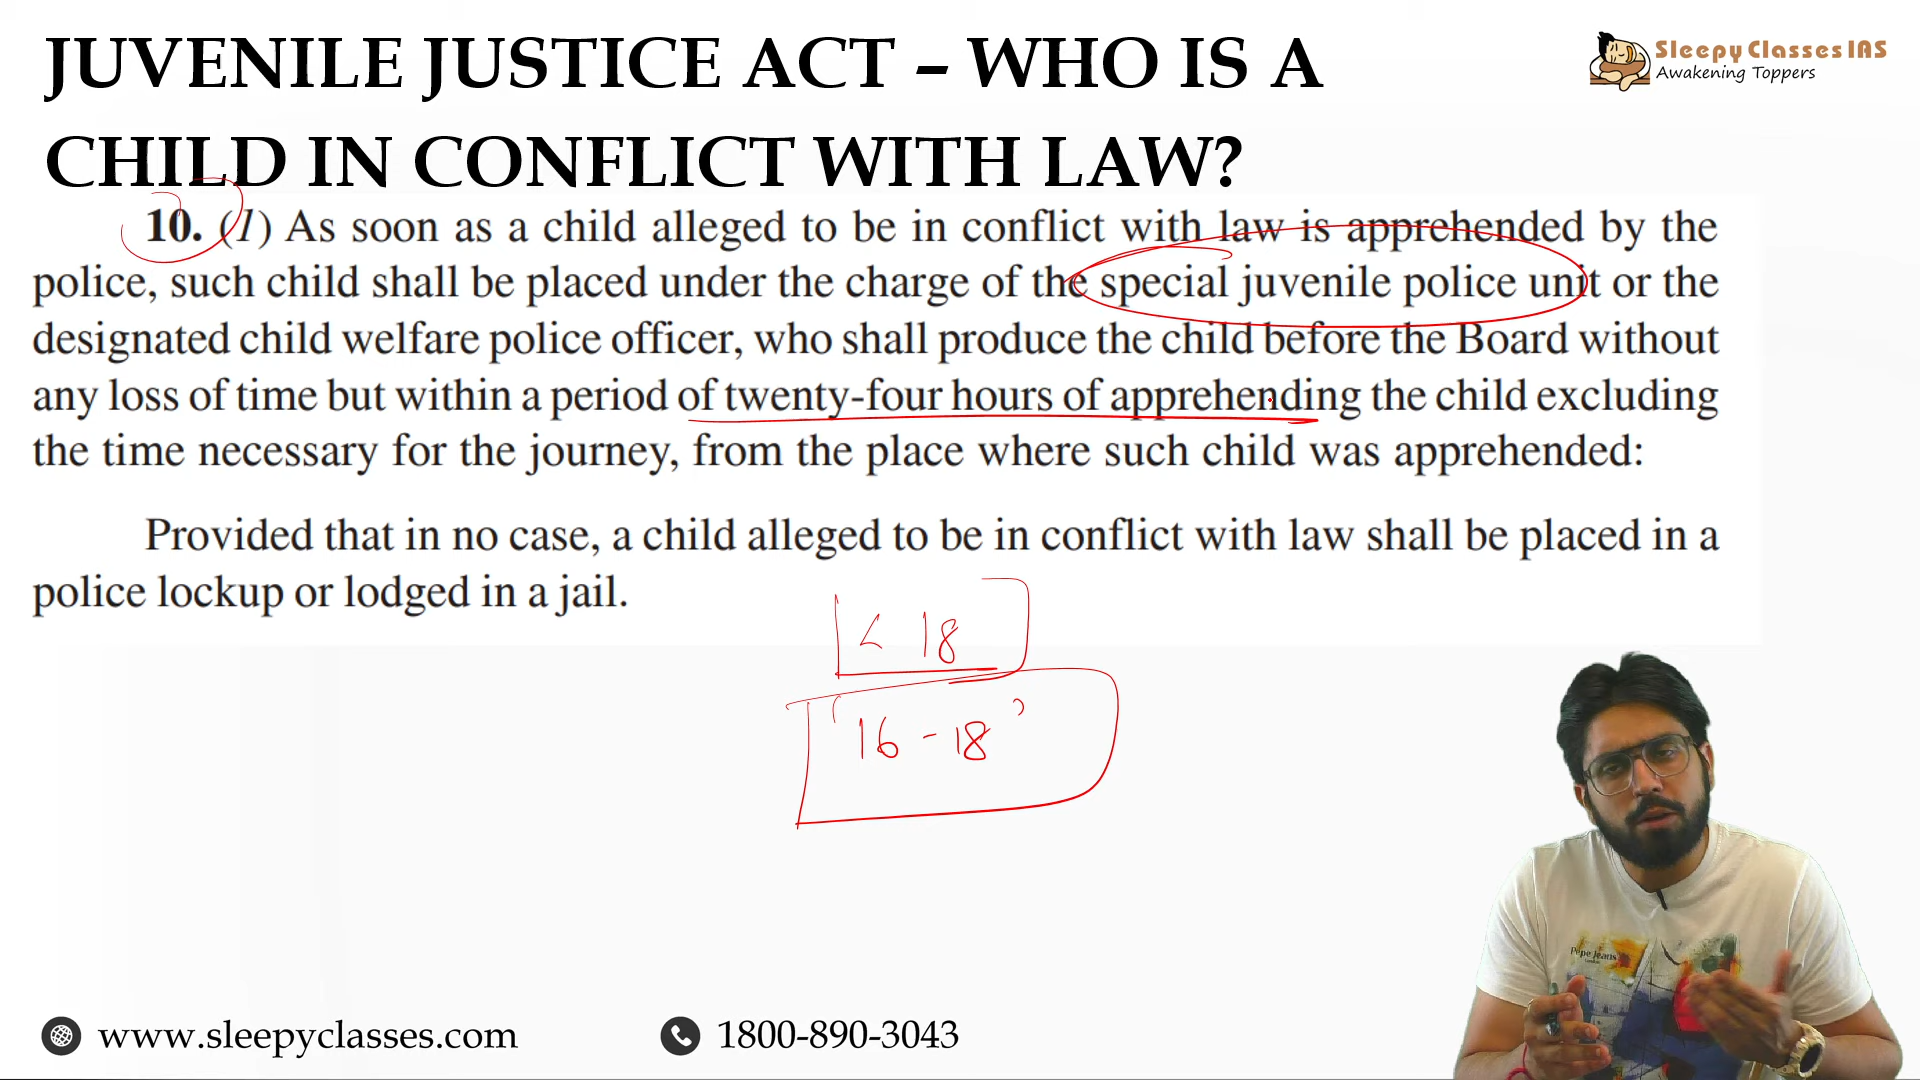 JUVENILE JUSTICE ACT – WHO IS A
CHILD IN CONFLICT WITH LAW?
Sleepy Classes IAS
Awakening Toppers
10. (1) As soon as a child alleged to be in conflict with law is apprehended by the
police, such child shall be placed under the charge of the special juvenile police unit or the
designated child welfare police officer, who shall produce the child before the Board without
any loss of time but within a period of twenty-four hours of apprehending the child excluding
the time necessary for the journey, from the place where such child was apprehended:
Provided that in no case, a child alleged to be in conflict with law shall be placed in a
police lockup or lodged in a jail.
< 18
16 - 18
Pepe Jeans
London
www.sleepyclasses.com
1800-890-3043